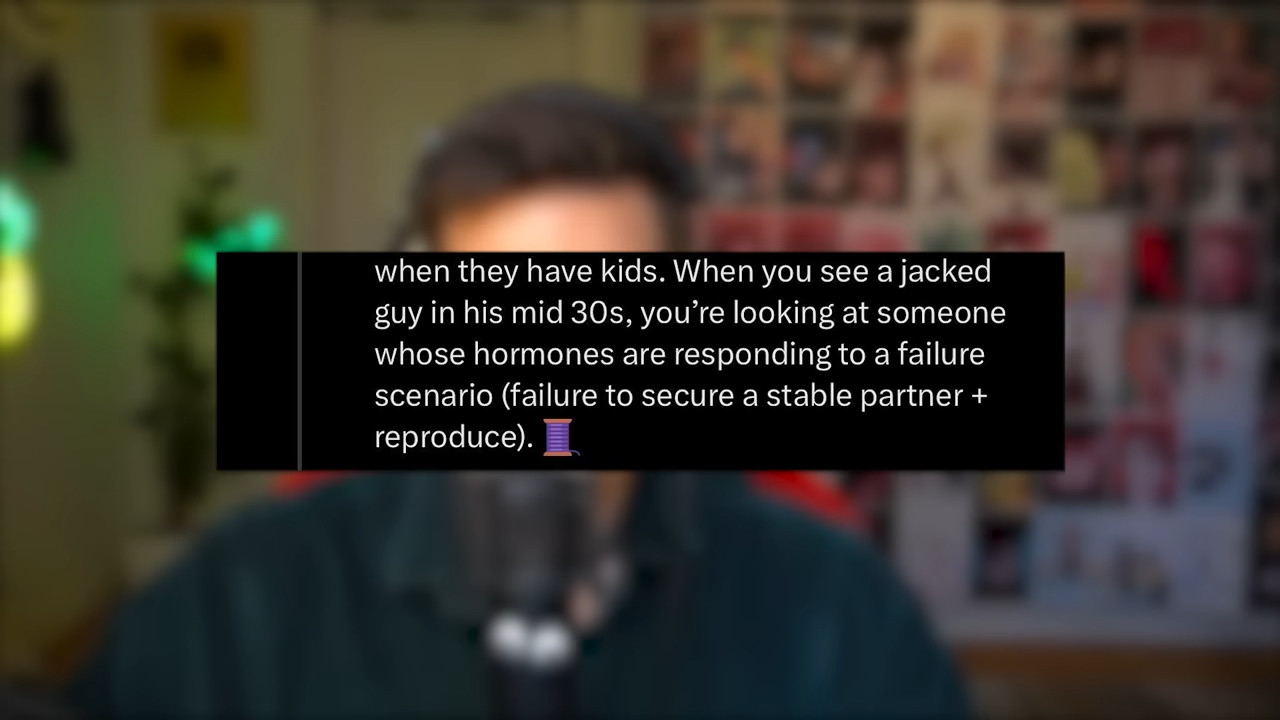 when they have kids. When you see a jacked
guy in his mid 30s, you’re looking at someone
whose hormones are responding to a failure
scenario (failure to secure a stable partner +
reproduce). 🧵